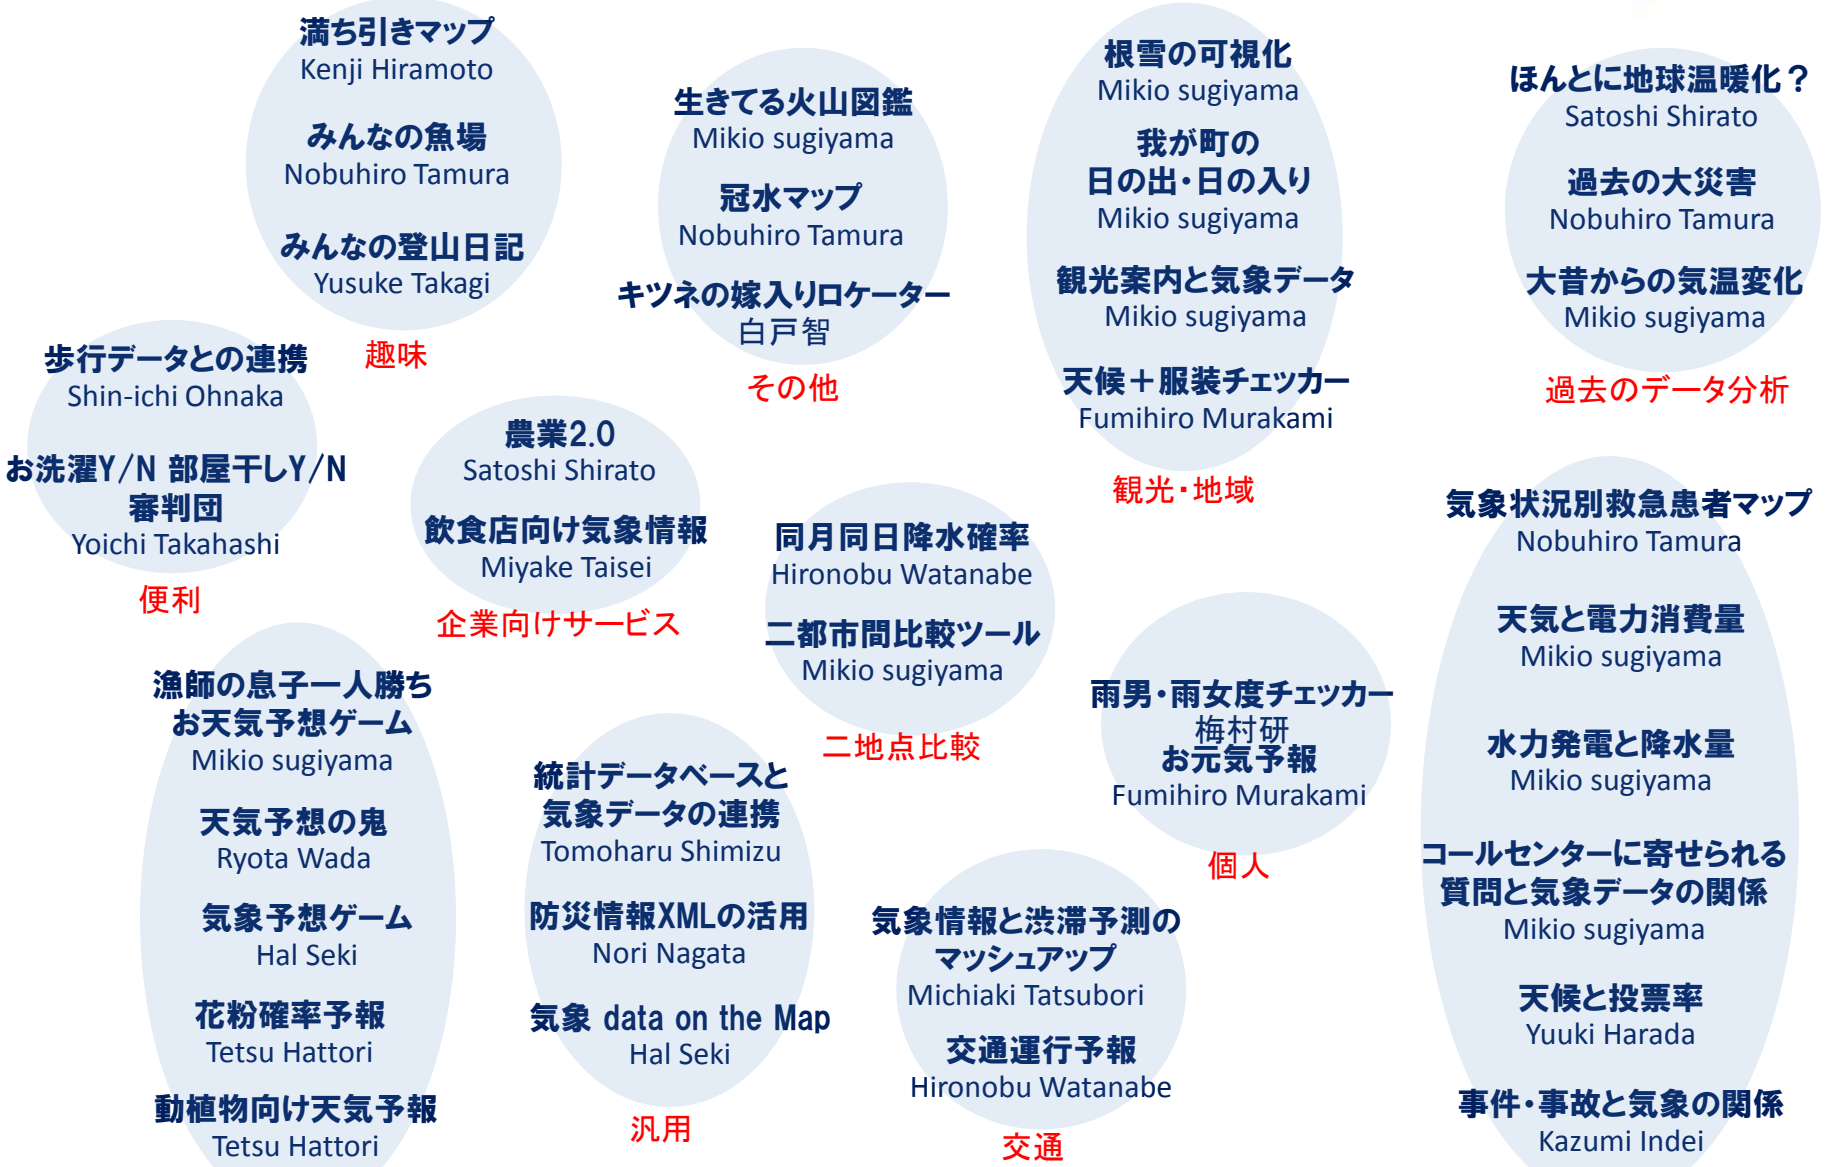 満ち引きマップ
Kenji Hiramoto
みんなの魚場
Nobuhiro Tamura
みんなの登山日記
Yusuke Takagi
趣味
生きてる火山図鑑
Mikio sugiyama
冠水マップ
Nobuhiro Tamura
キツネの嫁入りロケーター
白戸智
その他
根雪の可視化
Mikio sugiyama
我が町の
日の出・日の入り
Mikio sugiyama
観光案内と気象データ
Mikio sugiyama
天候＋服装チェッカー
Fumihiro Murakami
観光・地域
ほんとに地球温暖化？
Satoshi Shirato
過去の大災害
Nobuhiro Tamura
大昔からの気温変化
Mikio sugiyama
過去のデータ分析
歩行データとの連携
Shin-ichi Ohnaka
お洗濯Y/N 部屋干しY/N
審判団
Yoichi Takahashi
便利
農業2.0
Satoshi Shirato
飲食店向け気象情報
Miyake Taisei
企業向けサービス
同月同日降水確率
Hironobu Watanabe
二都市間比較ツール
Mikio sugiyama
二地点比較
雨男・雨女度チェッカー
梅村研
お元気予報
Fumihiro Murakami
個人
気象状況別救急患者マップ
Nobuhiro Tamura
天気と電力消費量
Mikio sugiyama
水力発電と降水量
Mikio sugiyama
コールセンターに寄せられる
質問と気象データの関係
Mikio sugiyama
天候と投票率
Yuuki Harada
事件・事故と気象の関係
Kazumi Indei
漁師の息子一人勝ち
お天気予想ゲーム
Mikio sugiyama
天気予想の鬼
Ryota Wada
気象予想ゲーム
Hal Seki
花粉確率予報
Tetsu Hattori
動植物向け天気予報
Tetsu Hattori
統計データベースと
気象データの連携
Tomoharu Shimizu
防災情報XMLの活用
Nori Nagata
気象 data on the Map
Hal Seki
汎用
気象情報と渋滞予測の
マッシュアップ
Michiaki Tatsubori
交通運行予報
Hironobu Watanabe
交通